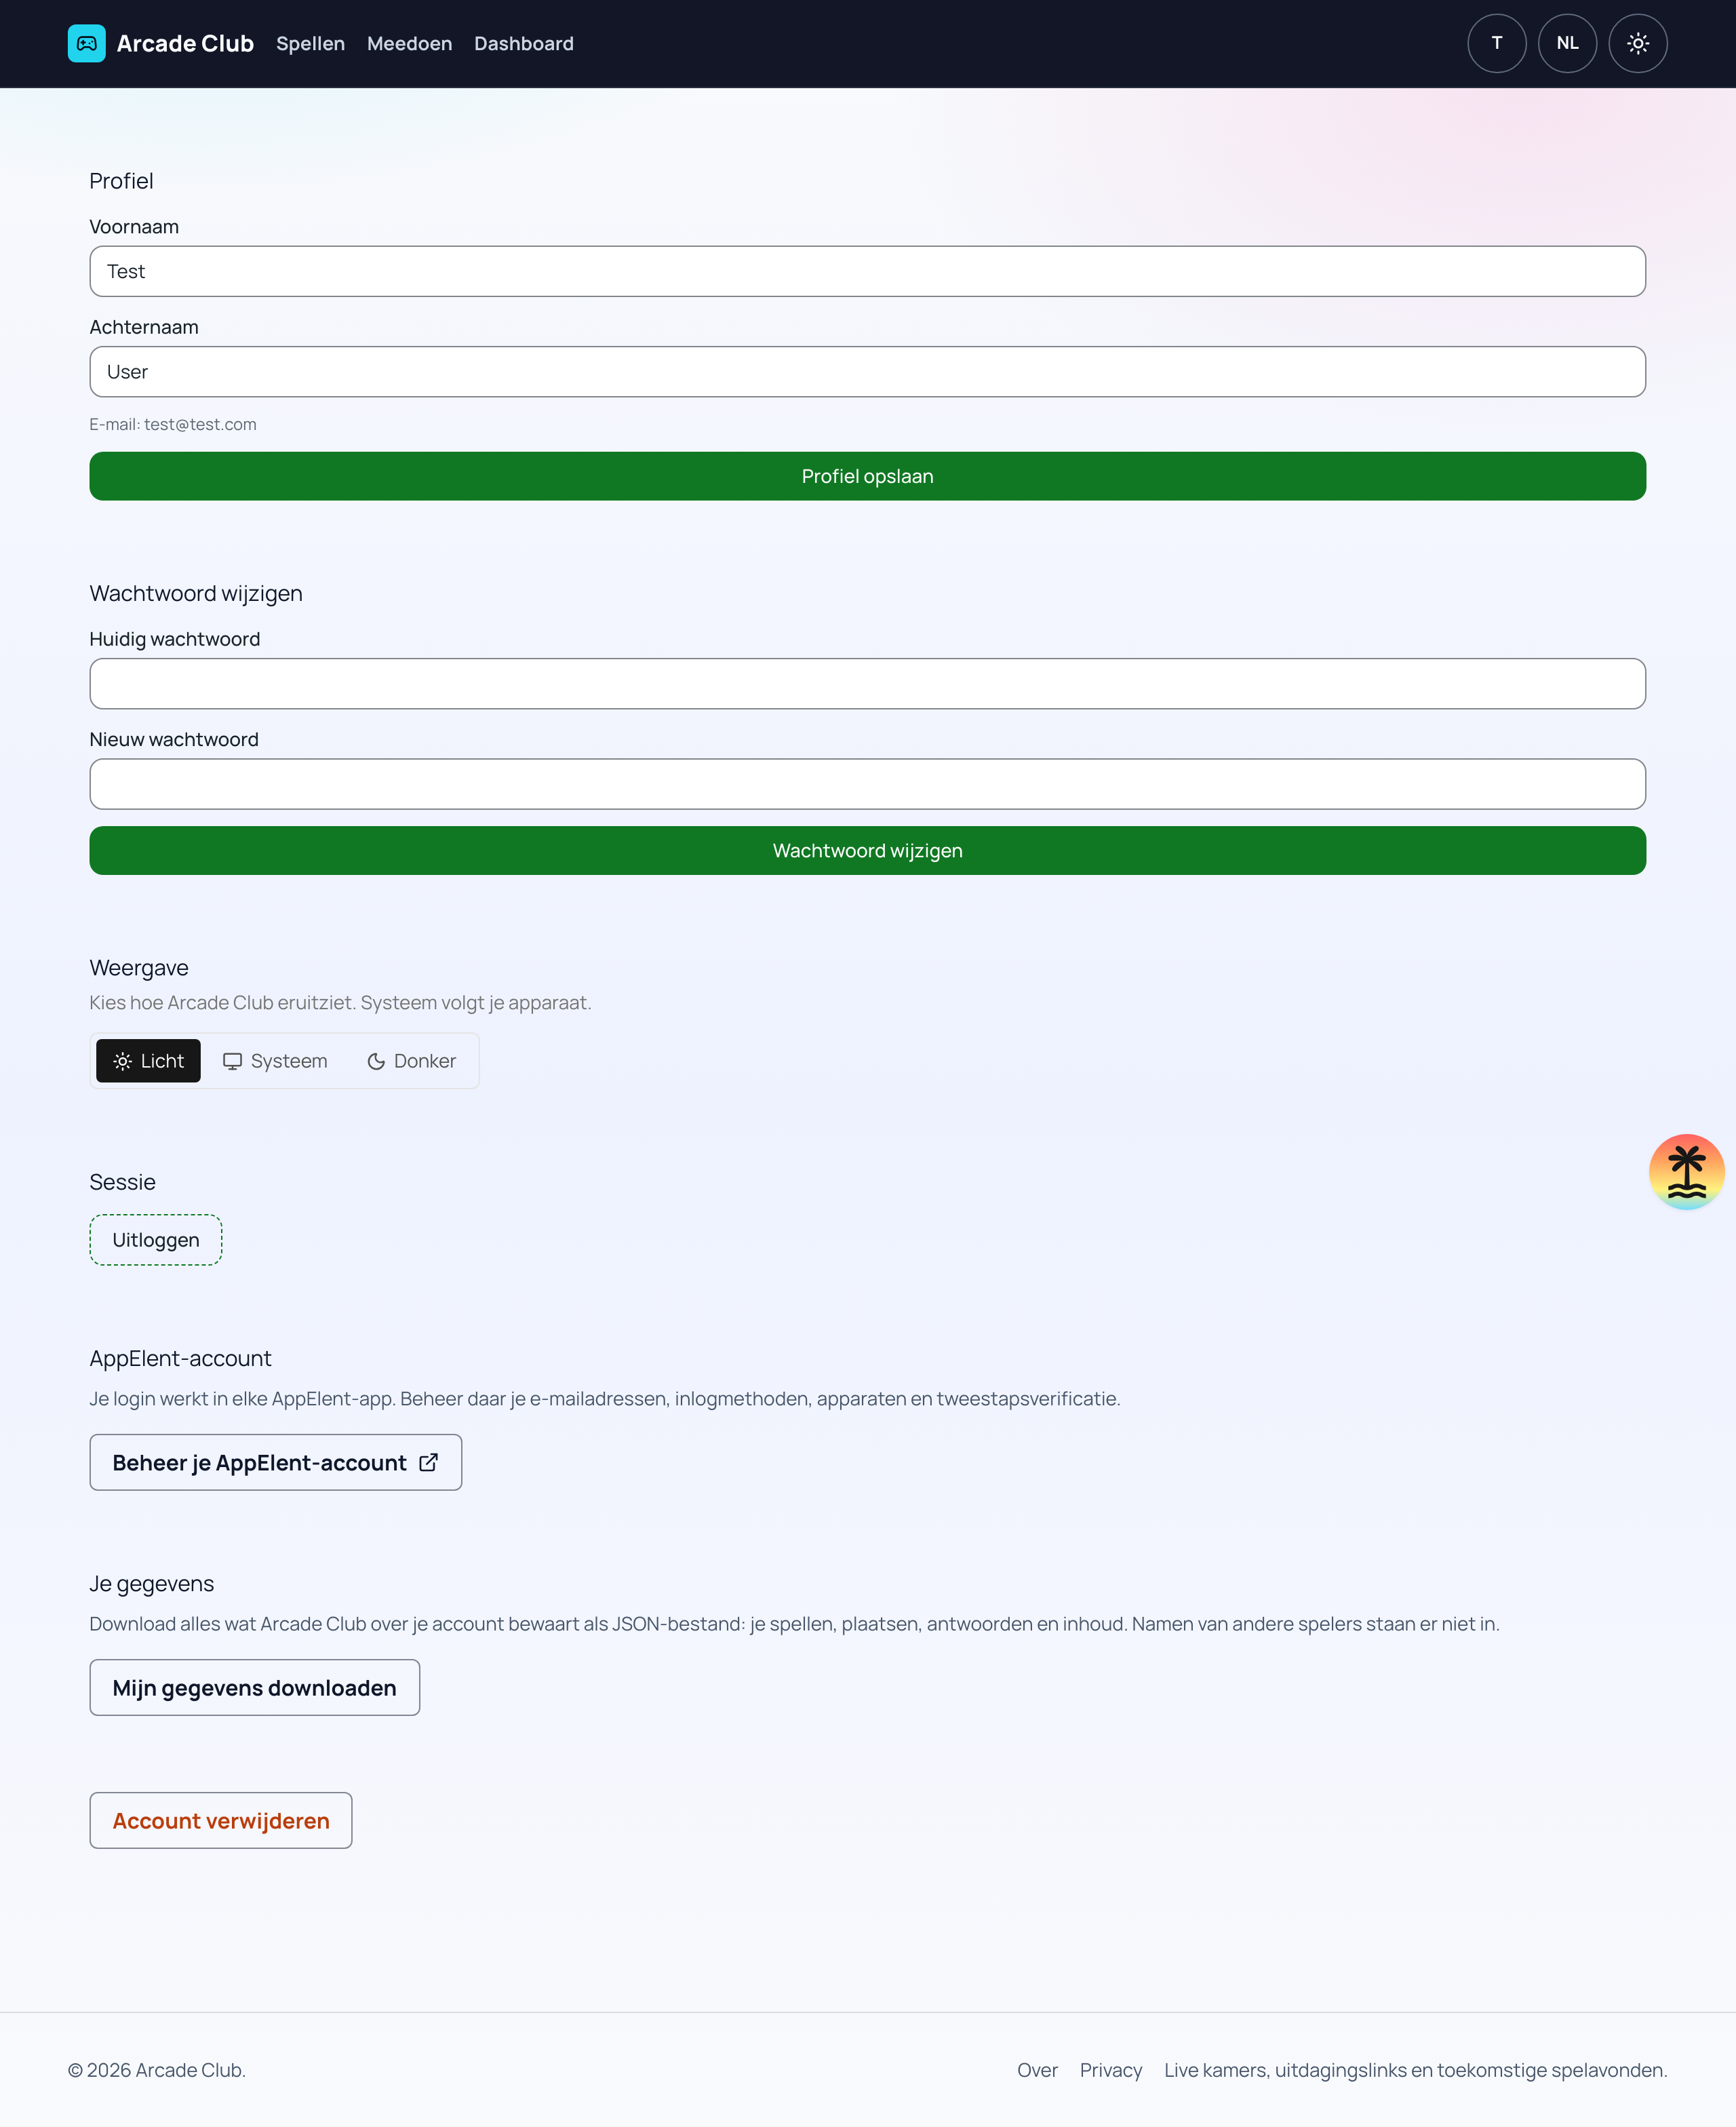 Arcade Club
Spellen
Meedoen
Dashboard
T
NL
Profiel
Voornaam
Test
Achternaam
User
E-mail: test@test.com
Profiel opslaan
Wachtwoord wijzigen
Huidig wachtwoord
Nieuw wachtwoord
Wachtwoord wijzigen
Weergave
Kies hoe Arcade Club eruitziet. Systeem volgt je apparaat.
Licht
Systeem
Donker
Sessie
Uitloggen
AppElent-account
Je login werkt in elke AppElent-app. Beheer daar je e-mailadressen, inlogmethoden, apparaten en tweestapsverificatie.
Beheer je AppElent-account
Je gegevens
Download alles wat Arcade Club over je account bewaart als JSON-bestand: je spellen, plaatsen, antwoorden en inhoud. Namen van andere spelers staan er niet in.
Mijn gegevens downloaden
Account verwijderen
© 2026 Arcade Club.
Over
Privacy
Live kamers, uitdagingslinks en toekomstige spelavonden.